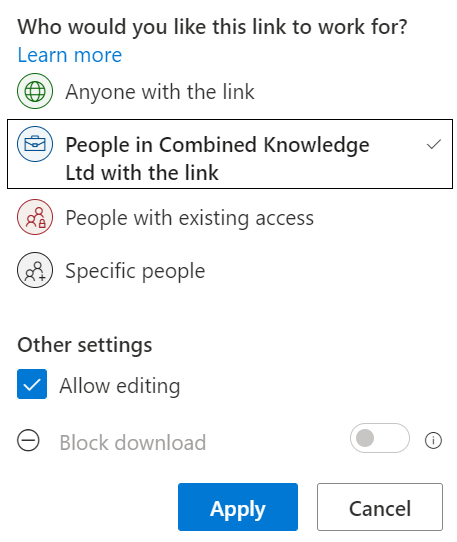 Who would you like this link to work for?
Learn more
Anyone with the link
People in Combined Knowledge
Ltd with the link
People with existing access
Specific people
Other settings
Allow editing
Block download
Apply
Cancel